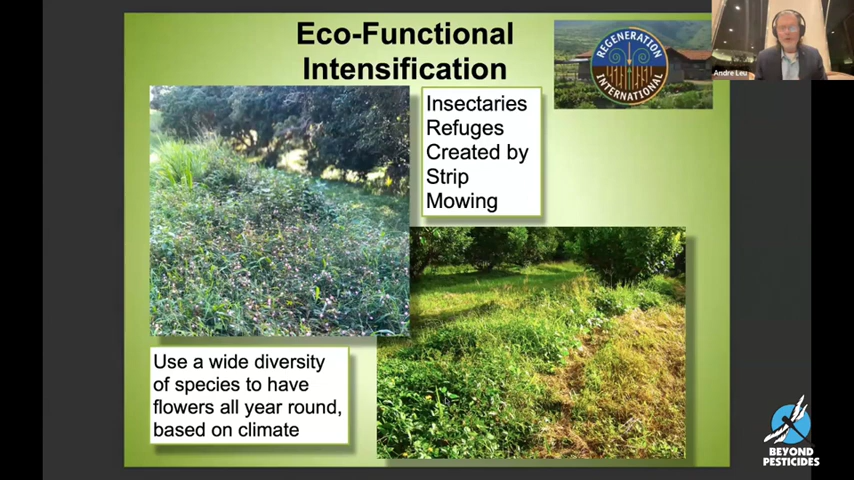 Eco-Functional
Intensification
REGENERATION
INTERNATIONAL
Andre Leu
Insectaries
Refuges
Created by
Strip
Mowing
Use a wide diversity
of species to have
flowers all year round,
based on climate
BEYOND
PESTICIDES